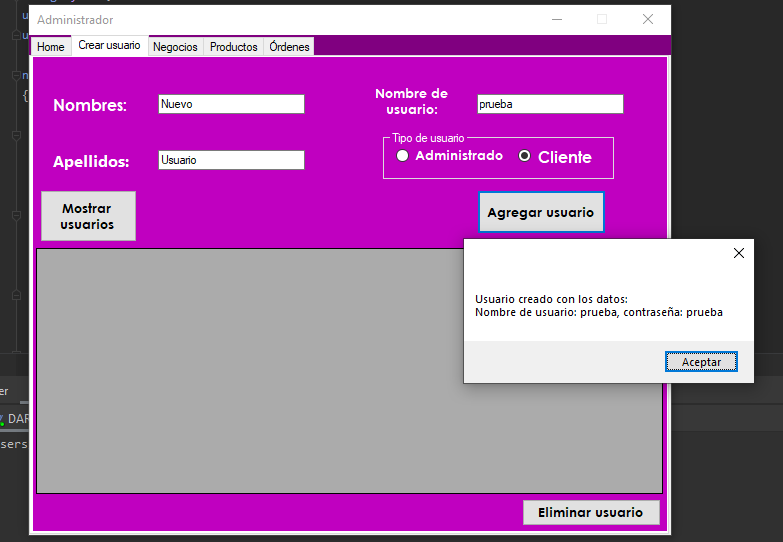 Administrador
Home
Crear usuario
Negocios
Productos
Órdenes
Nombres:
Nuevo
Nombre de
usuario:
prueba
Apellidos:
Usuario
Tipo de usuario
Administrado
Cliente
Mostrar
usuarios
Agregar usuario
Usuario creado con los datos:
Nombre de usuario: prueba, contraseña: prueba
Aceptar
Eliminar usuario
er
DAR
sers